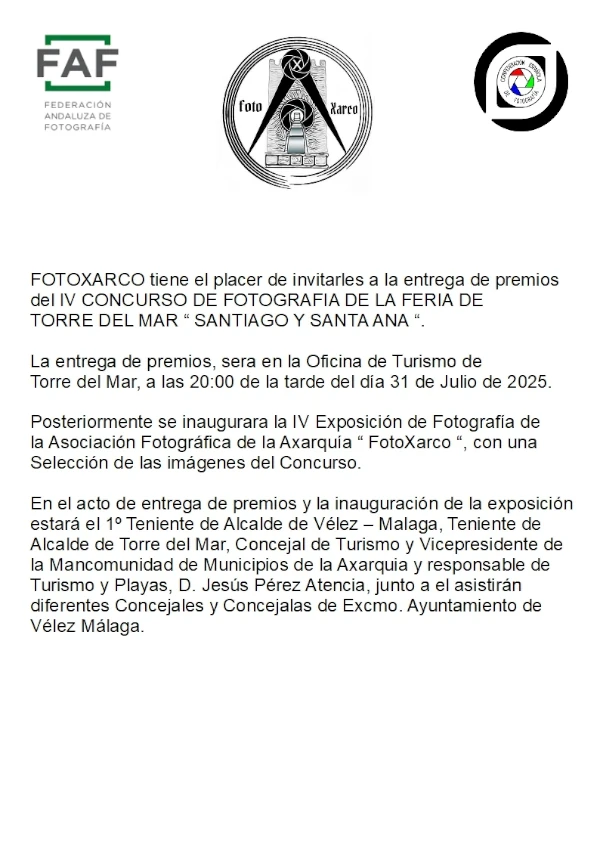 FAF
FEDERACIÓN
ANDALUZA DE
FOTOGRAFÍA
foto
X
Xarco
CONFEDERACIÓN ESPAÑOLA
DE FOTOGRAFÍA
FOTOXARCO tiene el placer de invitarles a la entrega de premios
del IV CONCURSO DE FOTOGRAFIA DE LA FERIA DE
TORRE DEL MAR “ SANTIAGO Y SANTA ANA “.
La entrega de premios, sera en la Oficina de Turismo de
Torre del Mar, a las 20:00 de la tarde del día 31 de Julio de 2025.
Posteriormente se inaugurara la IV Exposición de Fotografía de
la Asociación Fotográfica de la Axarquía “ FotoXarco “, con una
Selección de las imágenes del Concurso.
En el acto de entrega de premios y la inauguración de la exposición
estará el 1º Teniente de Alcalde de Vélez – Malaga, Teniente de
Alcalde de Torre del Mar, Concejal de Turismo y Vicepresidente de
la Mancomunidad de Municipios de la Axarquia y responsable de
Turismo y Playas, D. Jesús Pérez Atencia, junto a el asistirán
diferentes Concejales y Concejalas de Excmo. Ayuntamiento de
Vélez Málaga.